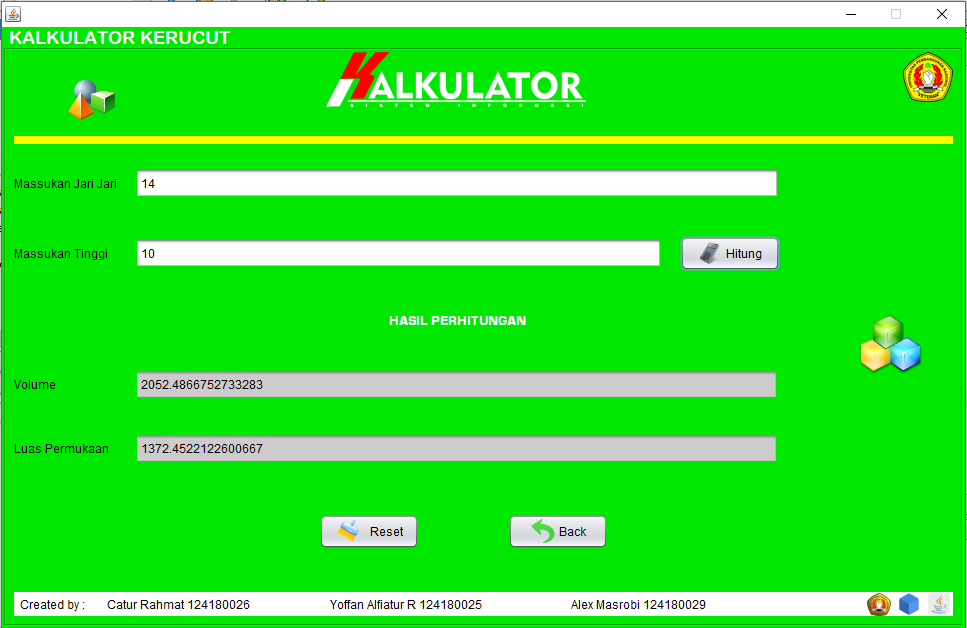 KALKULATOR KERUCUT
KALKULATOR
SISTEM INFORMASI
Massukan Jari Jari 14
Massukan Tinggi 10 Hitung
HASIL PERHITUNGAN
Volume 2052.4866752733283
Luas Permukaan 1372.4522122600667
Reset Back
Created by : Catur Rahmat 124180026 Yoffan Alfiatur R 124180025 Alex Masrobi 124180029